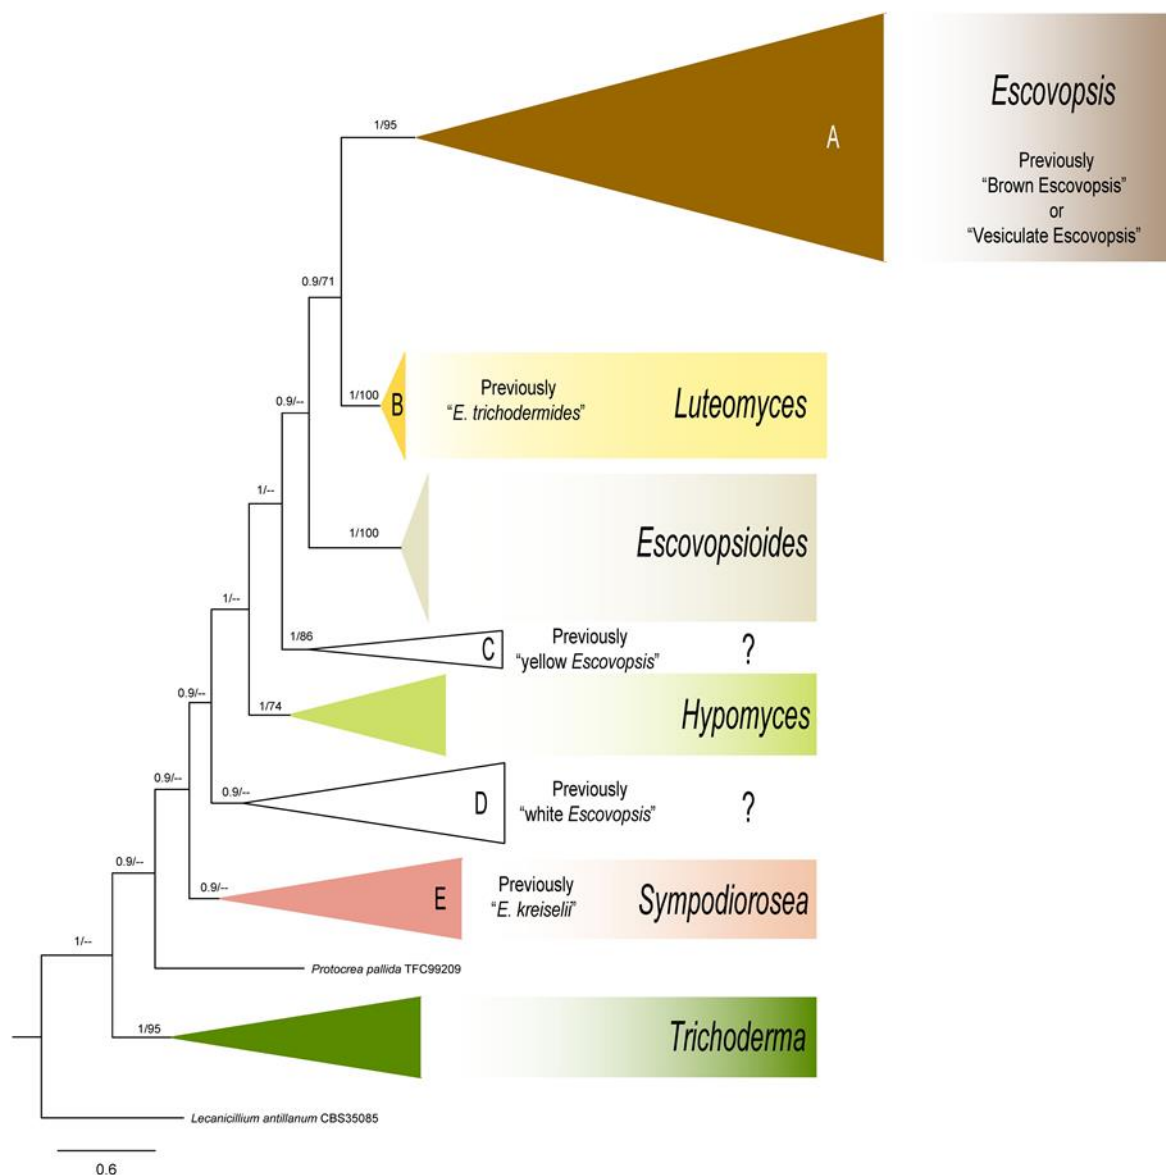 Escovopsis
1/95
A
Previously
“Brown Escovopsis”
or
“Vesiculate Escovopsis”
0.9/71
Previously
“E. trichodermides”
1/100
B
Luteomyces
0.9/--
1/--
1/100
Escovopsioides
1/--
1/86
C
Previously
“yellow Escovopsis”
?
0.9/--
1/74
Hypomyces
0.9/--
0.9/--
D
Previously
“white Escovopsis”
?
0.9/--
0.9/--
E
Previously
“E. kreiselii”
Sympodiorosea
1/--
Protocrea pallida TFC99209
1/95
Trichoderma
Lecanicillium antillanum CBS35085
0.6